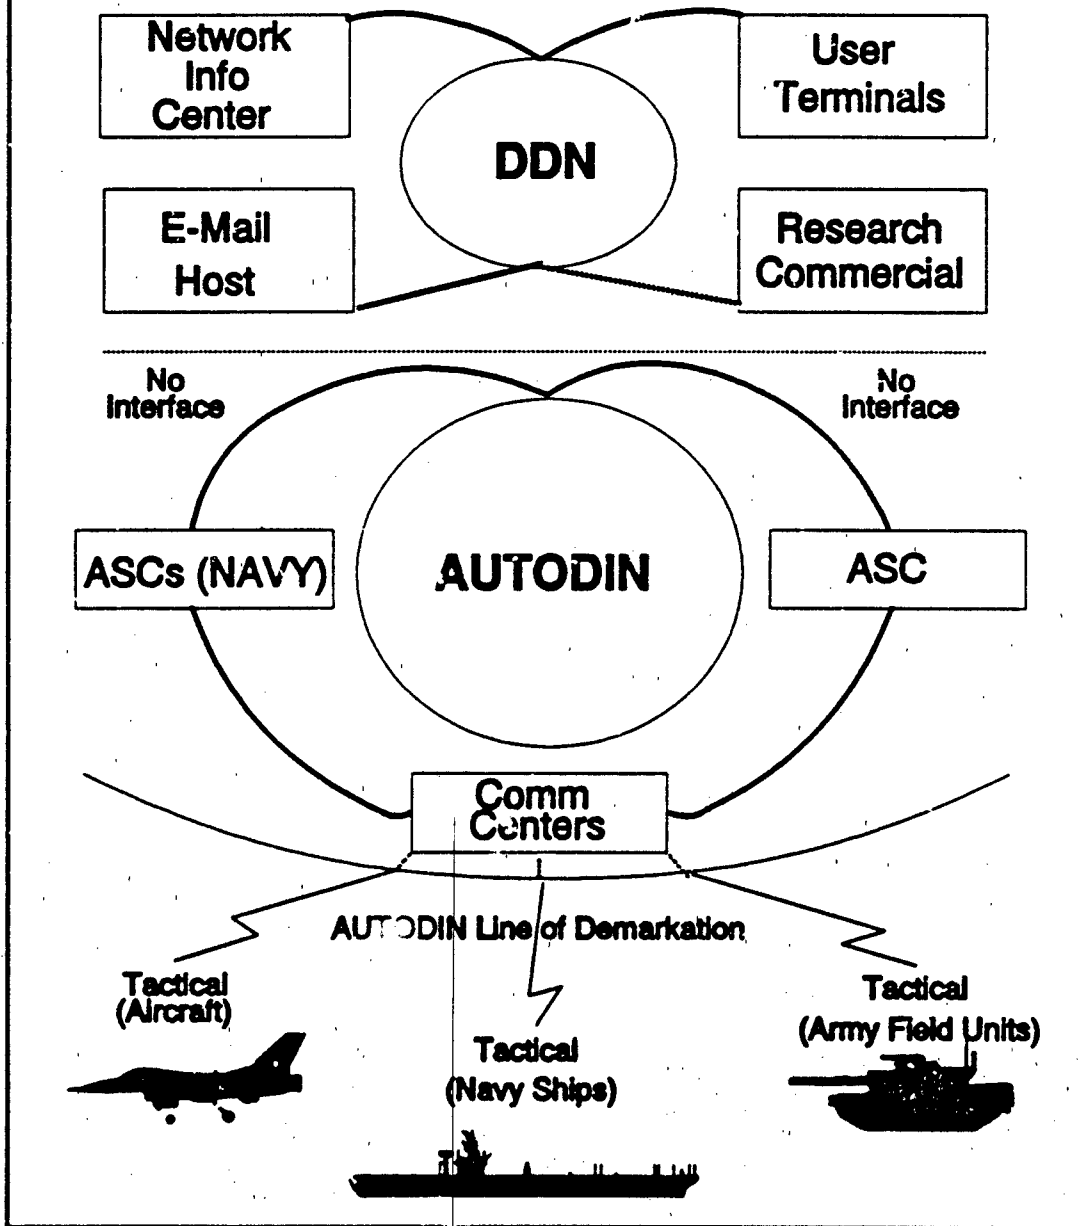 Network
Info
Center
User
Terminals
DDN
E-Mail
Host
Research
Commercial
No
Interface
No
Interface
ASCs (NAVY)
AUTODIN
ASC
Comm
Centers
AUTODIN Line of Demarkation
Tactical
(Aircraft)
Tactical
(Navy Ships)
Tactical
(Army Field Units)